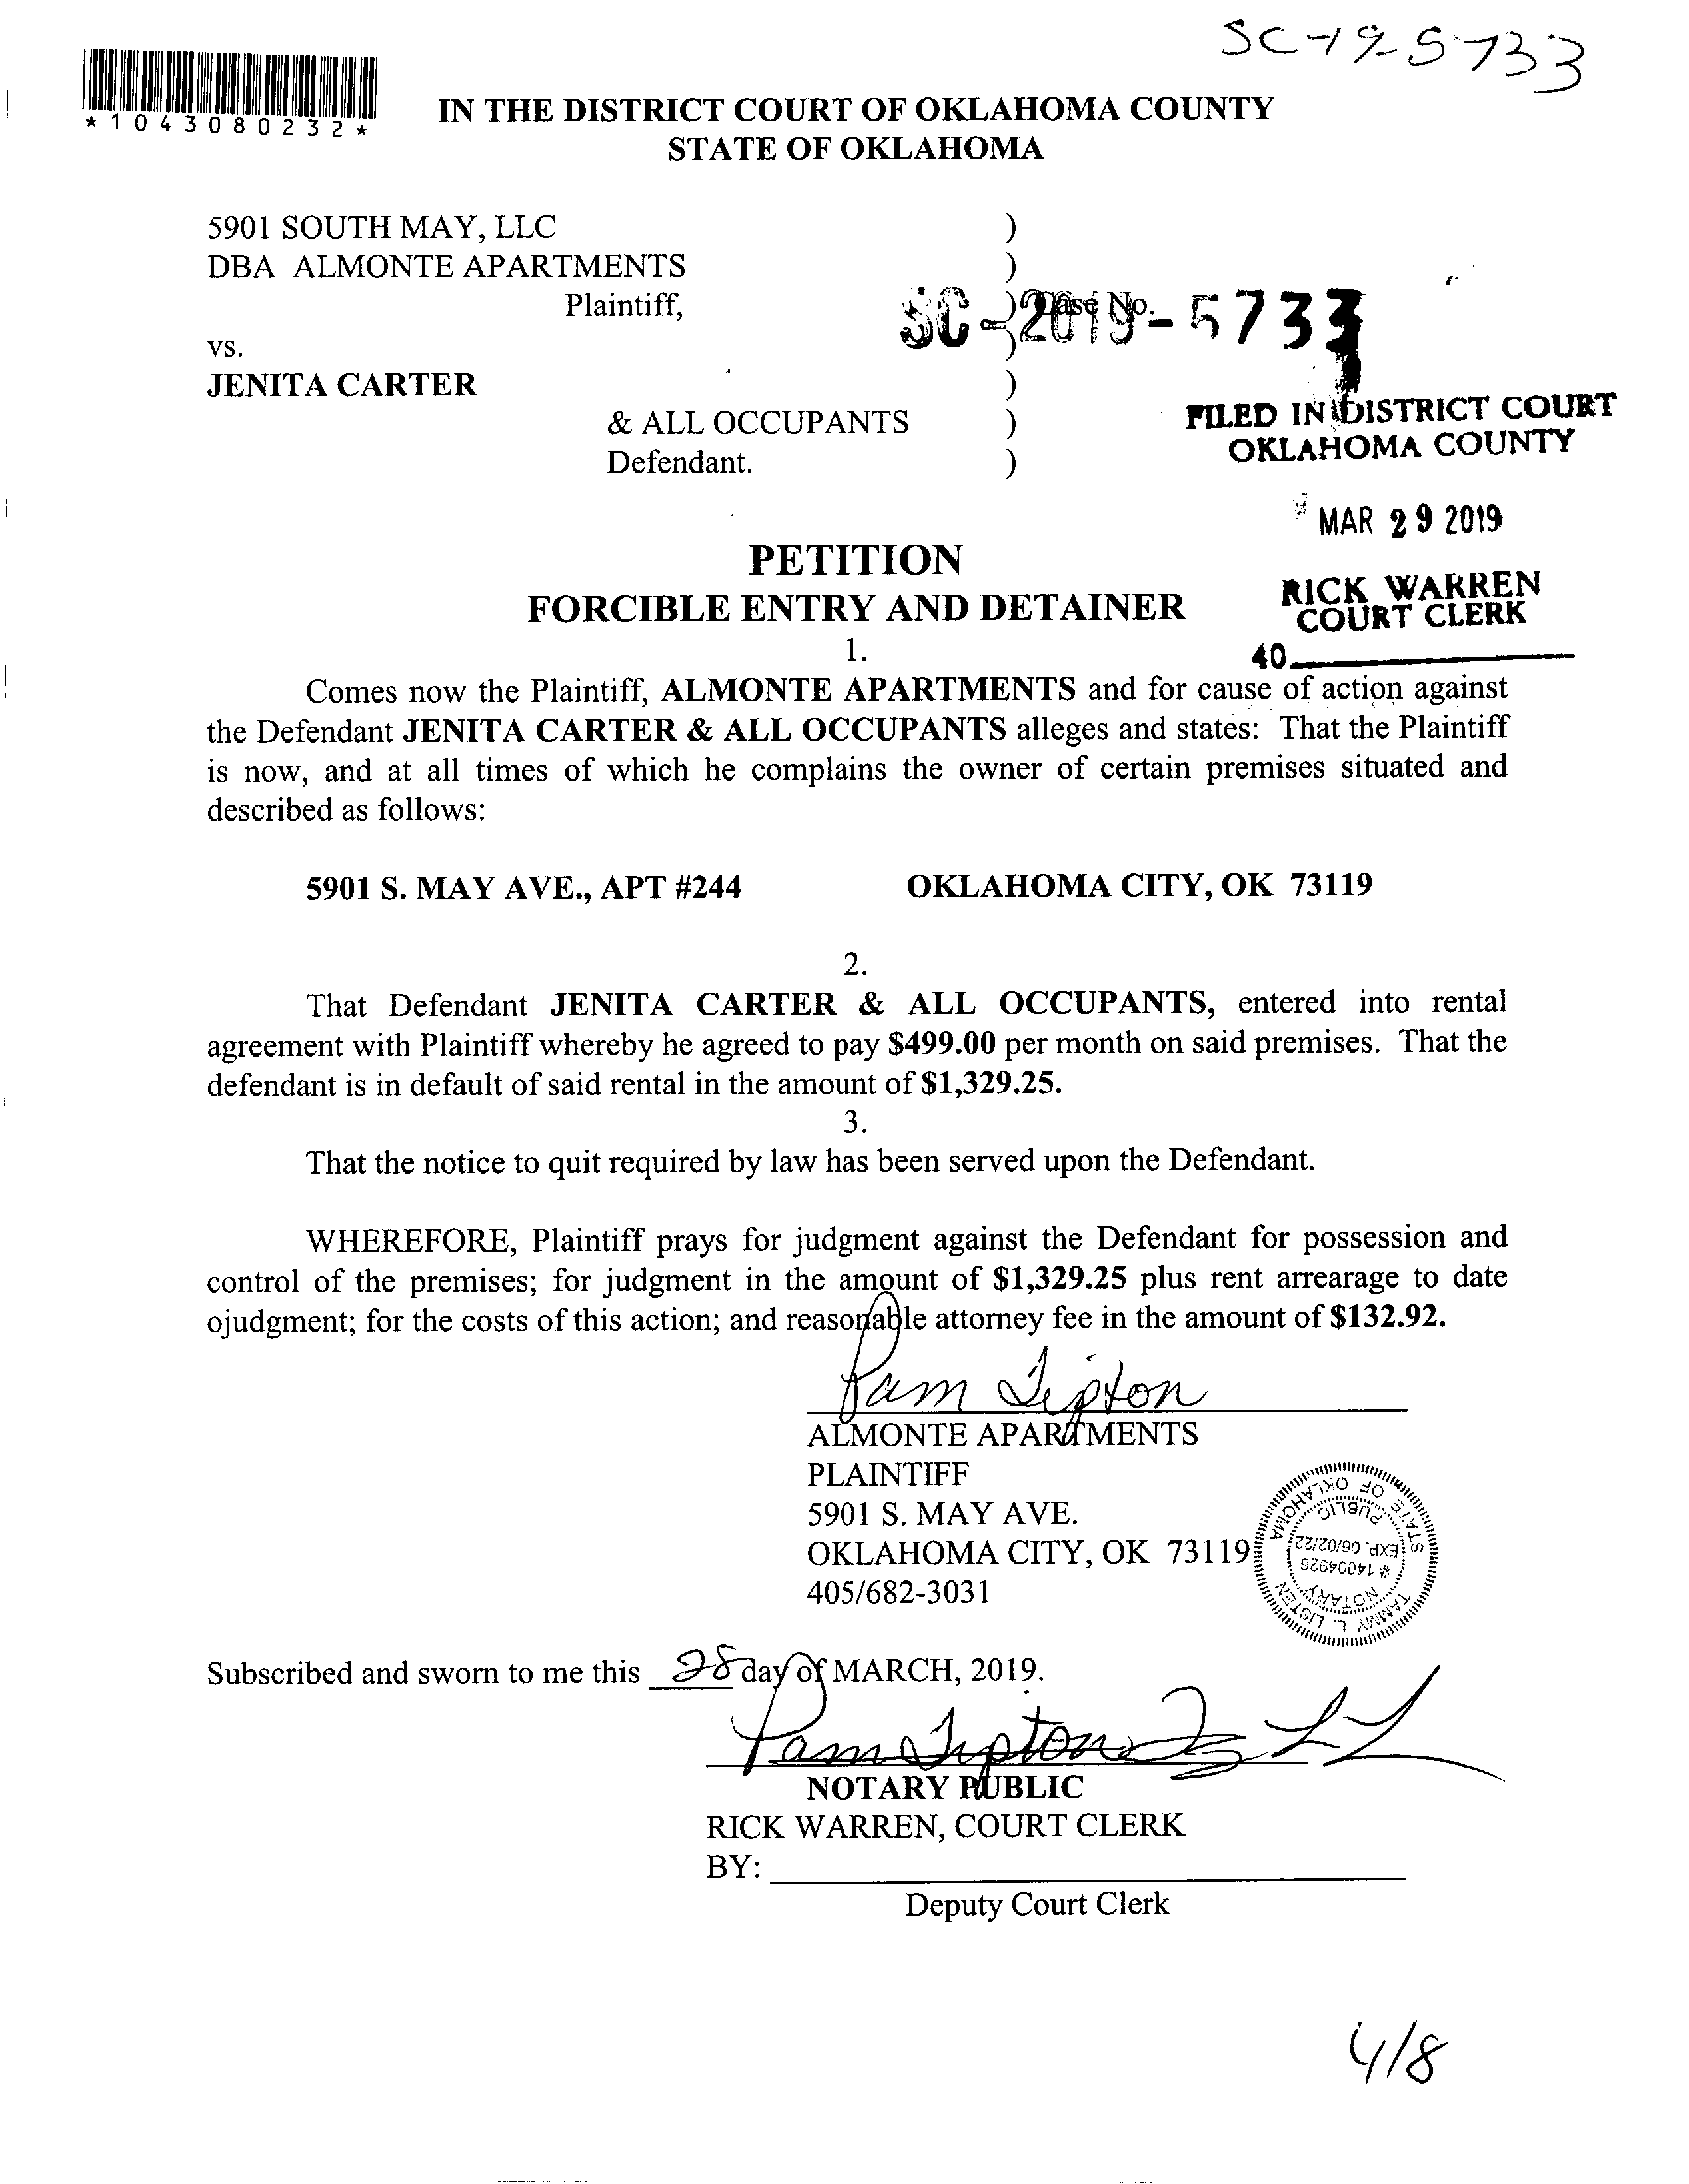 SC-19-5733
*1043080232*
IN THE DISTRICT COURT OF OKLAHOMA COUNTY
STATE OF OKLAHOMA
5901 SOUTH MAY, LLC )
DBA ALMONTE APARTMENTS )
Plaintiff, ) Case No. SC-2019-5733
vs. )
JENITA CARTER )
& ALL OCCUPANTS )
Defendant. )
FILED IN DISTRICT COURT
OKLAHOMA COUNTY
MAR 29 2019
PETITION
FORCIBLE ENTRY AND DETAINER
RICK WARREN
COURT CLERK
40
1.
Comes now the Plaintiff, ALMONTE APARTMENTS and for cause of action against
the Defendant JENITA CARTER & ALL OCCUPANTS alleges and states: That the Plaintiff
is now, and at all times of which he complains the owner of certain premises situated and
described as follows:
5901 S. MAY AVE., APT #244 OKLAHOMA CITY, OK 73119
2.
That Defendant JENITA CARTER & ALL OCCUPANTS, entered into rental
agreement with Plaintiff whereby he agreed to pay $499.00 per month on said premises. That the
defendant is in default of said rental in the amount of $1,329.25.
3.
That the notice to quit required by law has been served upon the Defendant.
WHEREFORE, Plaintiff prays for judgment against the Defendant for possession and
control of the premises; for judgment in the amount of $1,329.25 plus rent arrearage to date
ojudgment; for the costs of this action; and reasonable attorney fee in the amount of $132.92.
Pam Tipton
ALMONTE APARTMENTS
PLAINTIFF
5901 S. MAY AVE.
OKLAHOMA CITY, OK 73119
405/682-3031
TAMMY L. LISTEN
NOTARY
# 14004925
EXP. 06/02/22
PUBLIC
STATE OF OKLAHOMA
Subscribed and sworn to me this 28 day of MARCH, 2019.
Pam Tipton
NOTARY PUBLIC
RICK WARREN, COURT CLERK
BY:
Deputy Court Clerk
4/8